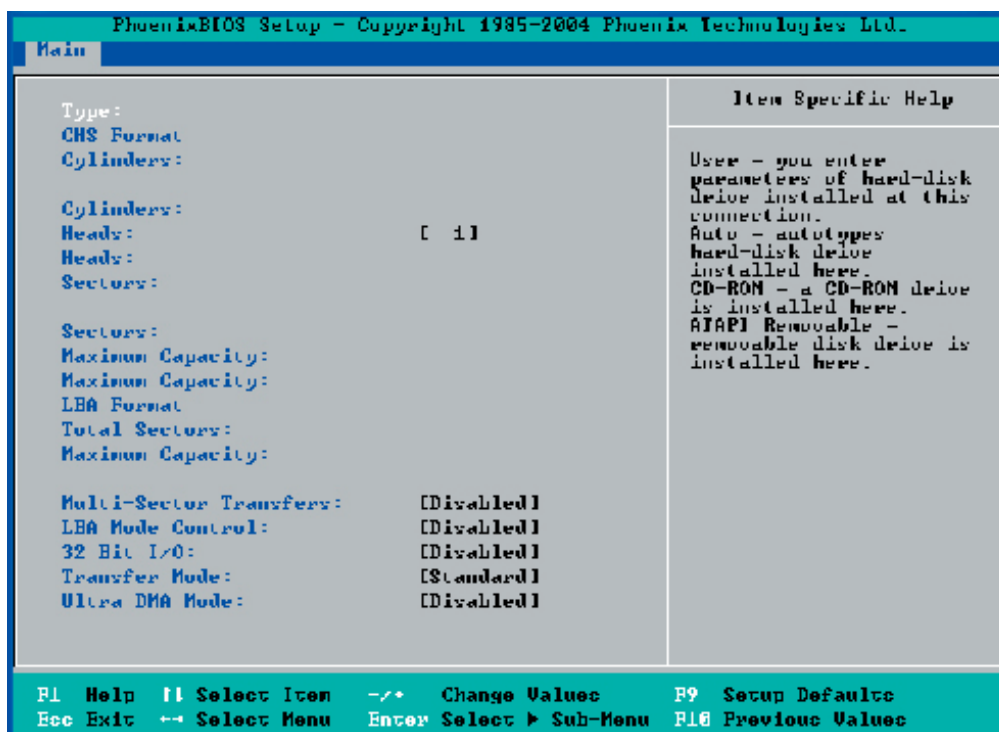 PhoenixBIOS Setup - Copyright 1985-2004 Phoenix Technologies Ltd.
Main
Type:
CHS Format
Cylinders:
Cylinders:
Heads: [ 1]
Heads:
Sectors:
Sectors:
Maximum Capacity:
Maximum Capacity:
LBA Format
Total Sectors:
Maximum Capacity:
Multi-Sector Transfers: [Disabled]
LBA Mode Control: [Disabled]
32 Bit I/O: [Disabled]
Transfer Mode: [Standard]
Ultra DMA Mode: [Disabled]
Item Specific Help
User - you enter
parameters of hard-disk
drive installed at this
connection.
Auto - autotypes
hard-disk drive
installed here.
CD-ROM - a CD-ROM drive
is installed here.
ATAPI Removable -
removable disk drive is
installed here.
F1 Help ↑↓ Select Item -/+ Change Values F9 Setup Defaults
Esc Exit ↔ Select Menu Enter Select ▶ Sub-Menu F10 Previous Values